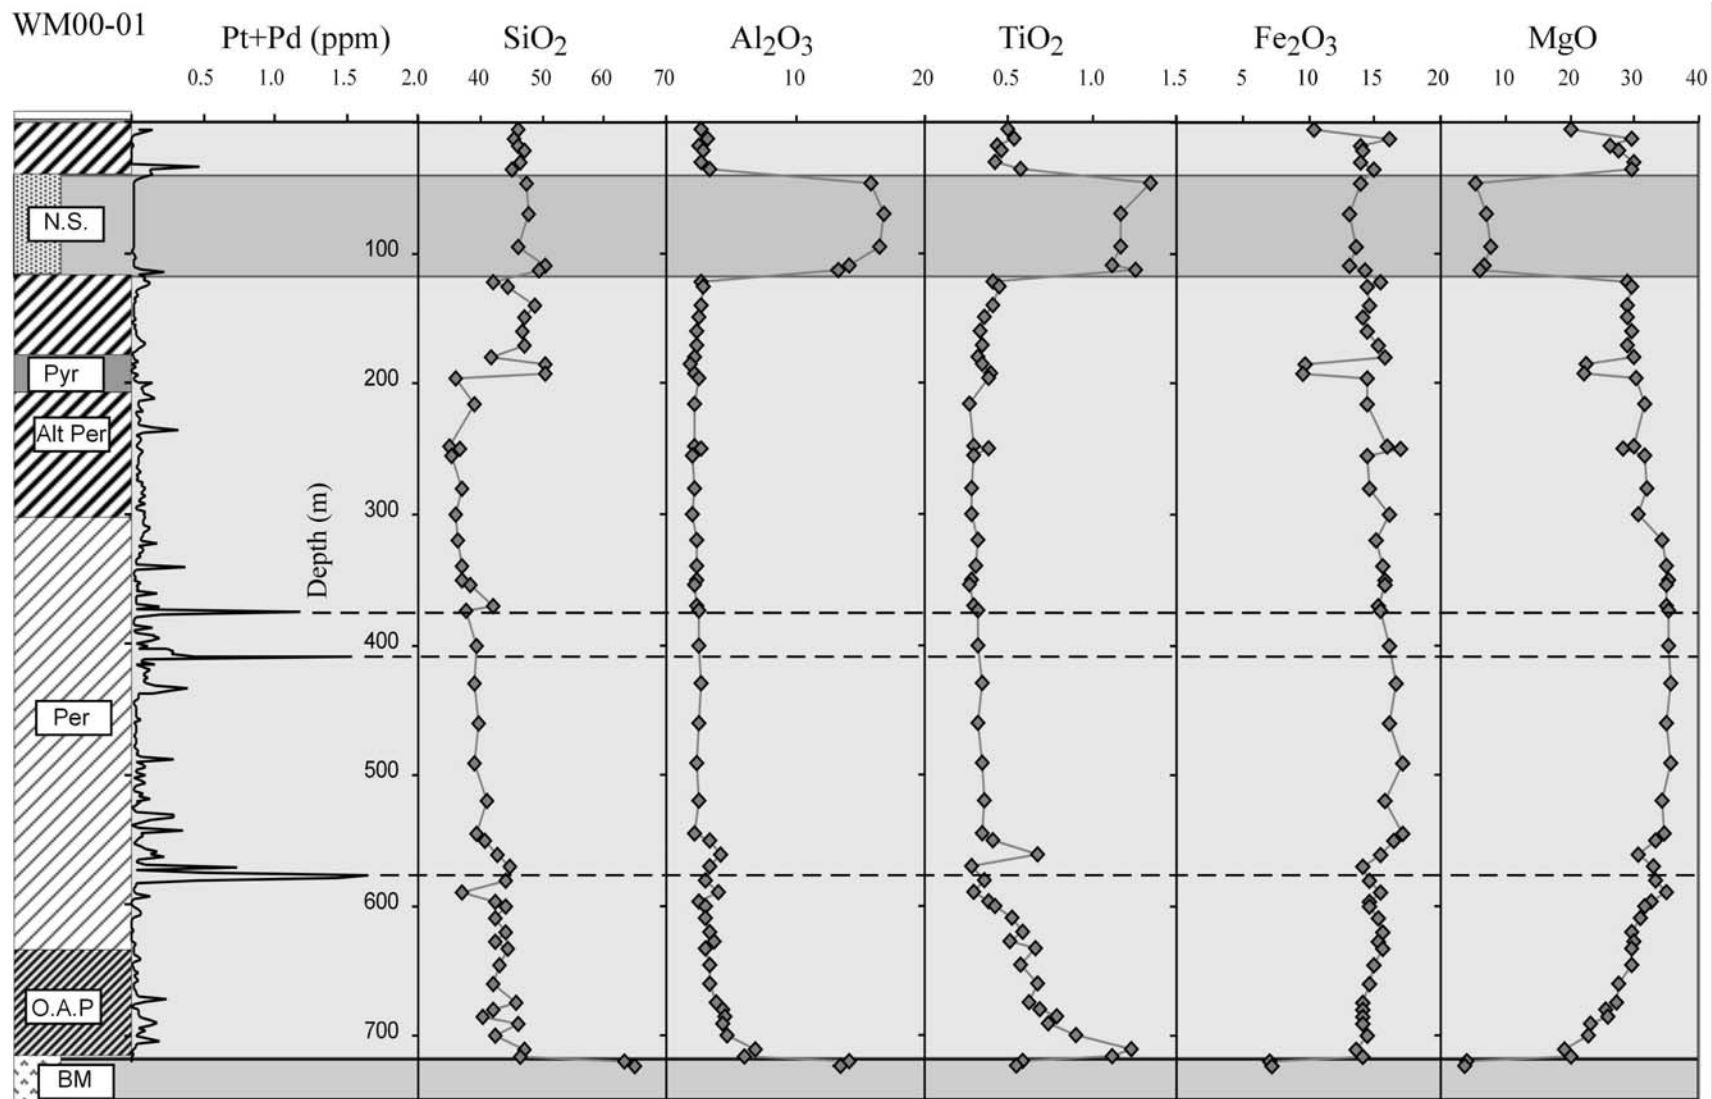 WM00-01
Pt+Pd (ppm) SiO₂ Al₂O₃ TiO₂ Fe₂O₃ MgO
0.5 1.0 1.5 2.0 40 50 60 70 10 20 0.5 1.0 1.5 5 10 15 20 10 20 30 40
N.S.
100
Pyr
200
Alt Per
300
Depth (m)
400
Per
500
600
O.A.P
700
BM